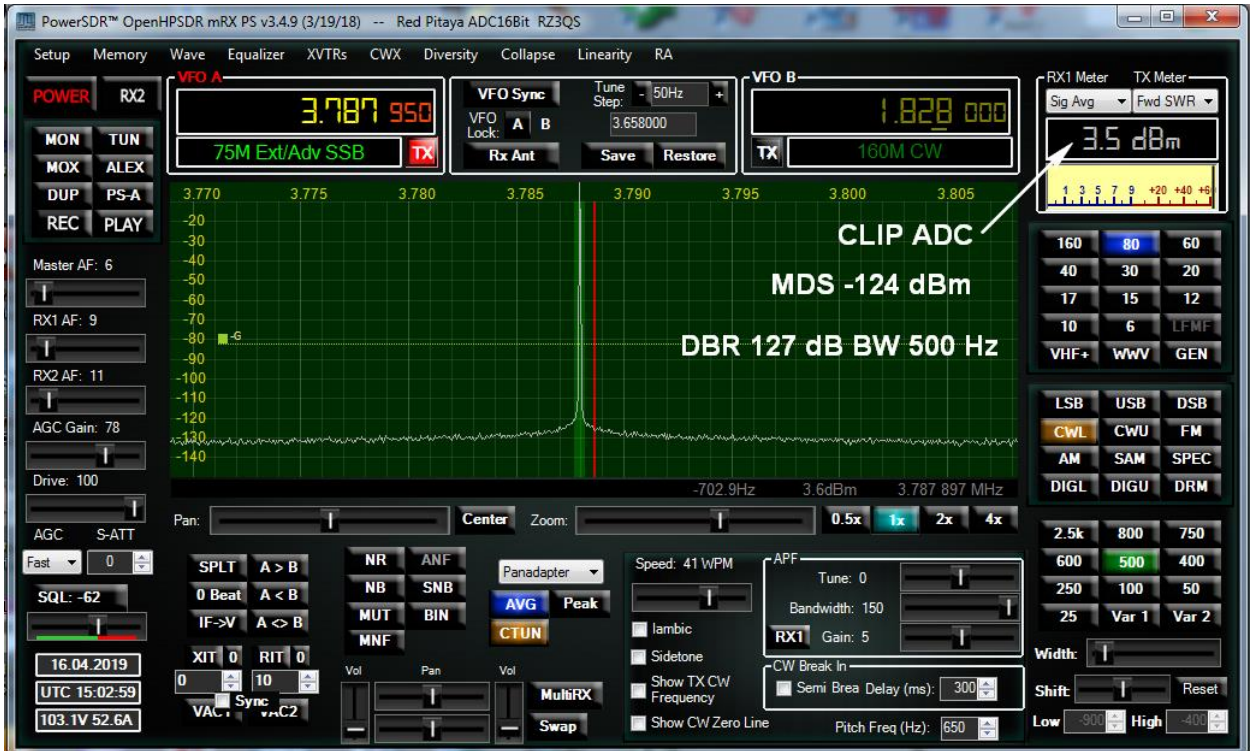 PowerSDR™ OpenHPSDR mRX PS v3.4.9 (3/19/18) -- Red Pitaya ADC16Bit RZ3QS
Setup Memory Wave Equalizer XVTRs CWX Diversity Collapse Linearity RA
POWER RX2
MON TUN
MOX ALEX
DUP PS-A
REC PLAY
VFO A
3.787 950
75M Ext/Adv SSB TX
VFO Sync Tune Step: - 50Hz +
VFO Lock: A B 3.658000
Rx Ant Save Restore
VFO B
1.828 000
TX 160M CW
RX1 Meter TX Meter
Sig Avg Fwd SWR
3.5 dBm
1 3 5 7 9 +20 +40 +6
3.770 3.775 3.780 3.785 3.790 3.795 3.800 3.805
-20
-30
-40
-50
-60
-70
-80 -G
-90
-100
-110
-120
-130
-140
CLIP ADC
MDS -124 dBm
DBR 127 dB BW 500 Hz
-702.9Hz 3.6dBm 3.787 897 MHz
Master AF: 6
RX1 AF: 9
RX2 AF: 11
AGC Gain: 78
Drive: 100
AGC S-ATT
Fast 0
SQL: -62
16.04.2019
UTC 15:02:59
103.1V 52.6A
Pan: Center Zoom: 0.5x 1x 2x 4x
SPLT A > B
0 Beat A < B
IF->V A <> B
XIT 0 RIT 0
0 10
Sync
VAC1 VAC2
NR ANF
NB SNB
MUT BIN
MNF
Panadapter
AVG Peak
CTUN
Vol Pan Vol
MultiRX
Swap
Speed: 41 WPM
Iambic
Sidetone
Show TX CW Frequency
Show CW Zero Line
APF
Tune: 0
Bandwidth: 150
RX1 Gain: 5
CW Break In
Semi Brea Delay (ms): 300
Pitch Freq (Hz): 650
160 80 60
40 30 20
17 15 12
10 6 LFMF
VHF+ WWV GEN
LSB USB DSB
CWL CWU FM
AM SAM SPEC
DIGL DIGU DRM
2.5k 800 750
600 500 400
250 100 50
25 Var 1 Var 2
Width:
Shift: Reset
Low -900 High -400